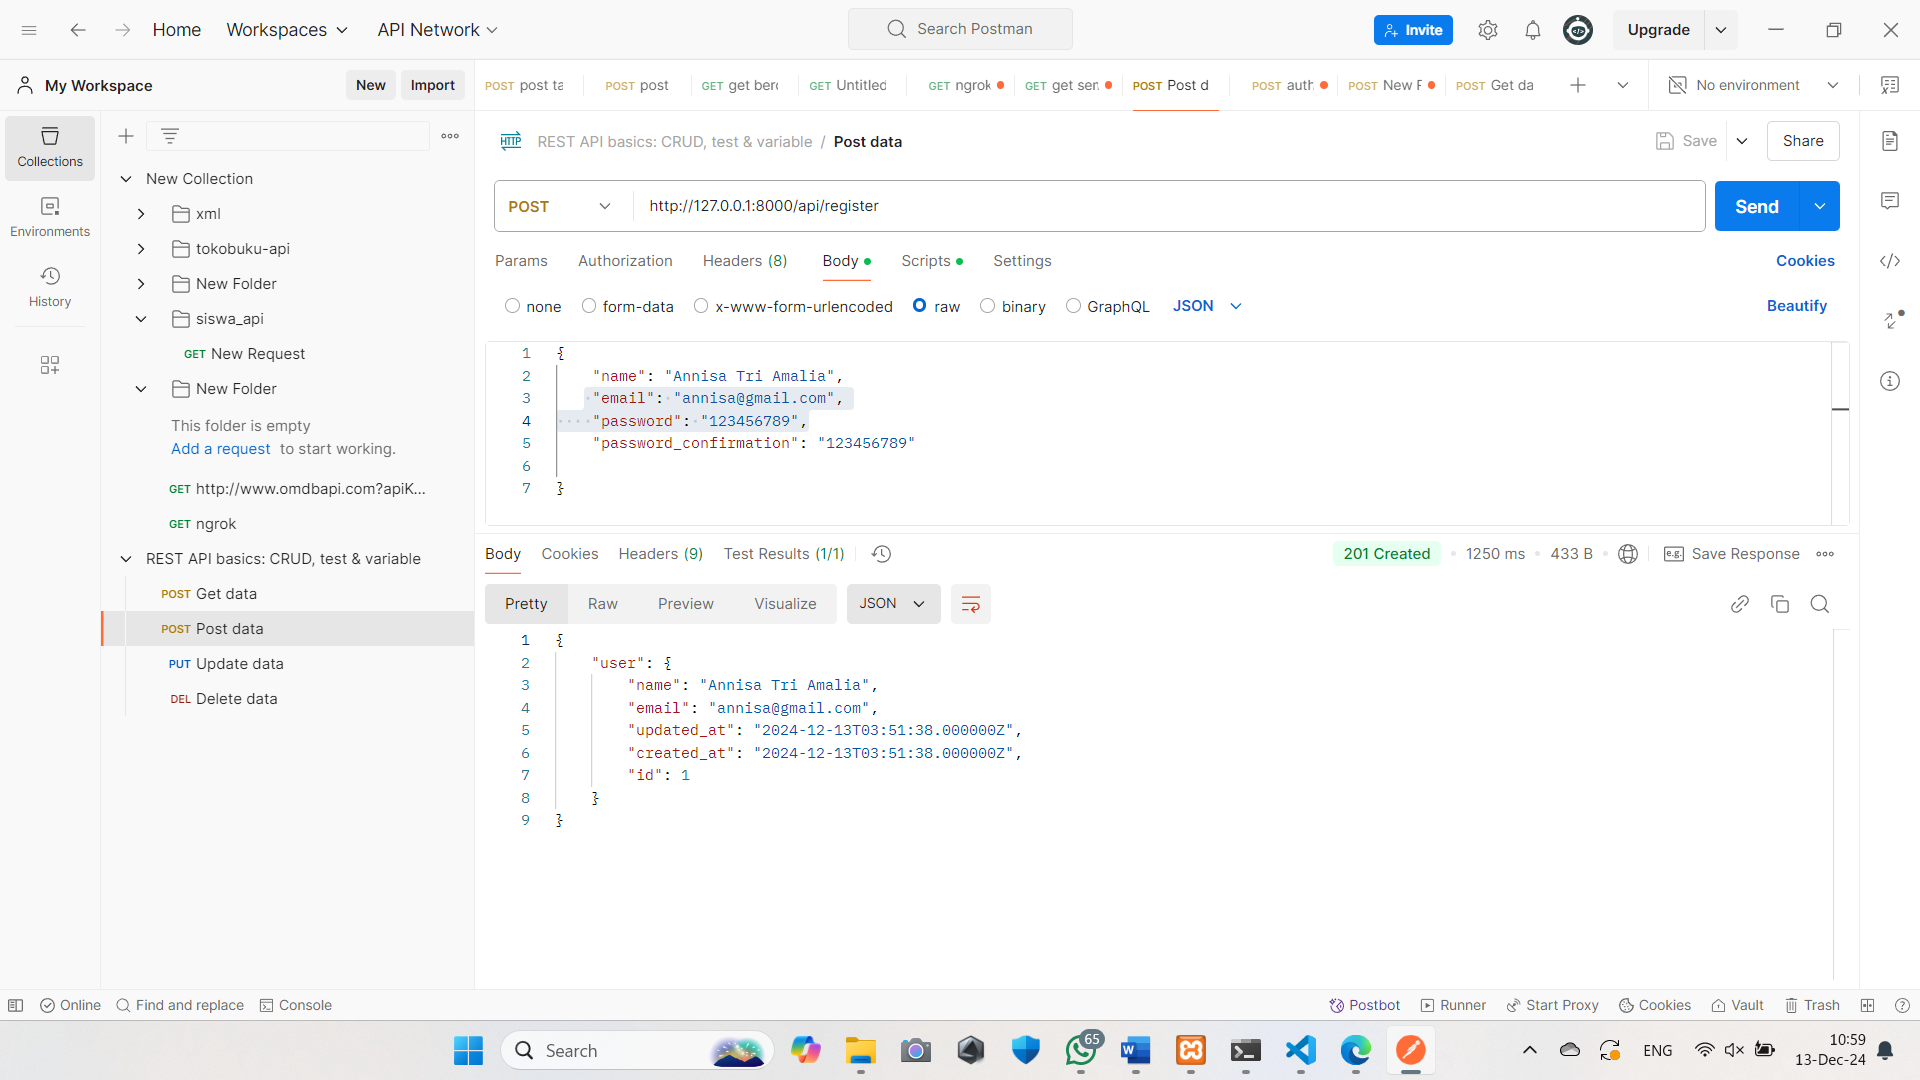 Home Workspaces API Network Search Postman Invite Upgrade
My Workspace New Import POST post ta POST post GET get bero GET Untitled GET ngrok GET get sen POST Post d POST auth POST New F POST Get da No environment
Collections
Environments
History
New Collection
xml
tokobuku-api
New Folder
siswa_api
GET New Request
New Folder
This folder is empty
Add a request to start working.
GET http://www.omdbapi.com?apiK...
GET ngrok
REST API basics: CRUD, test & variable
POST Get data
POST Post data
PUT Update data
DEL Delete data
HTTP REST API basics: CRUD, test & variable / Post data Save Share
POST http://127.0.0.1:8000/api/register Send
Params Authorization Headers (8) Body Scripts Settings Cookies
none form-data x-www-form-urlencoded raw binary GraphQL JSON Beautify
1 {
2 "name": "Annisa Tri Amalia",
3 "email": "annisa@gmail.com",
4 "password": "123456789",
5 "password_confirmation": "123456789"
6
7 }
Body Cookies Headers (9) Test Results (1/1) 201 Created 1250 ms 433 B e.g. Save Response
Pretty Raw Preview Visualize JSON
1 {
2 "user": {
3 "name": "Annisa Tri Amalia",
4 "email": "annisa@gmail.com",
5 "updated_at": "2024-12-13T03:51:38.000000Z",
6 "created_at": "2024-12-13T03:51:38.000000Z",
7 "id": 1
8 }
9 }
Online Find and replace Console Postbot Runner Start Proxy Cookies Vault Trash
Search 65 ENG 10:59
13-Dec-24